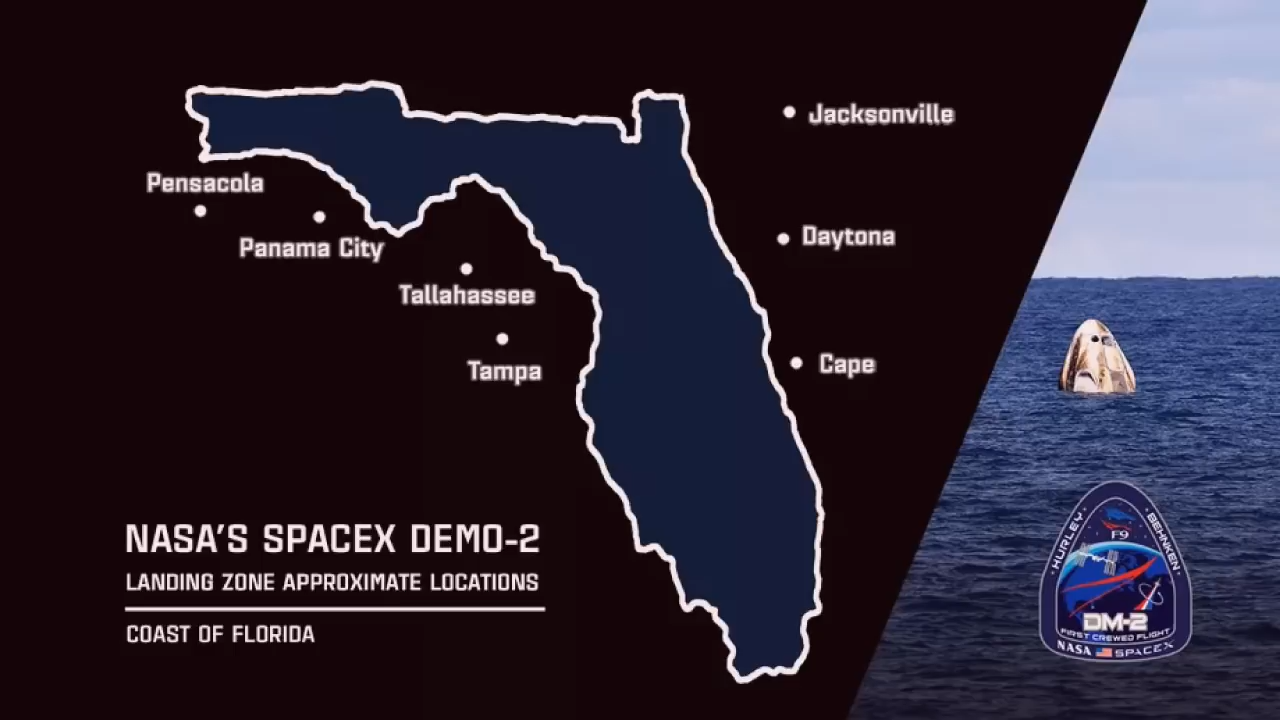 Jacksonville
Pensacola
Daytona
Panama City
Tallahassee
Cape
Tampa
NASA'S SPACEX DEMO-2
LANDING ZONE APPROXIMATE LOCATIONS
COAST OF FLORIDA
HURLEY
BEHNKEN
F9
DM-2
FIRST CREWED FLIGHT
NASA SPACEX